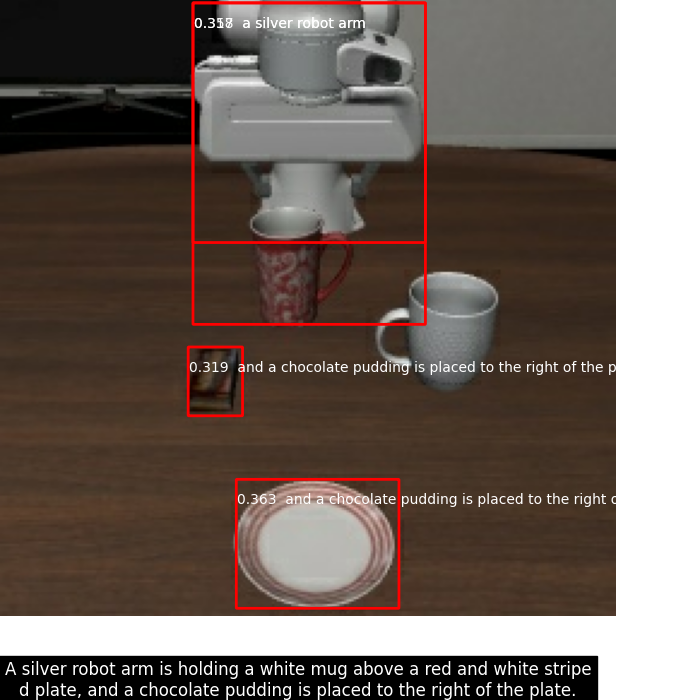 a silver robot arm
0.319 and a chocolate pudding is placed to the right of the p
0.363 and a chocolate pudding is placed to the right o
A silver robot arm is holding a white mug above a red and white stripe
d plate, and a chocolate pudding is placed to the right of the plate.